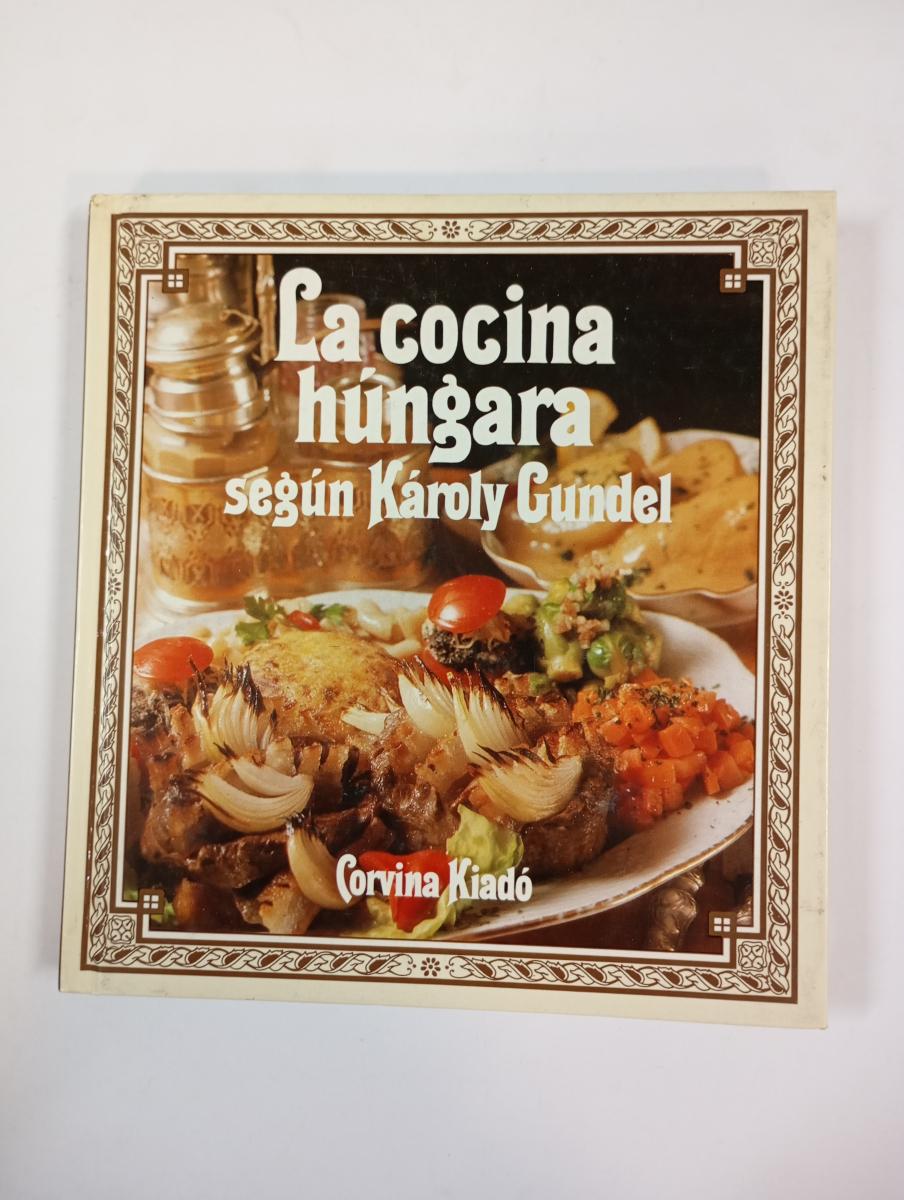 La cocina
húngara
según Károly Gundel
Corvina Kiadó